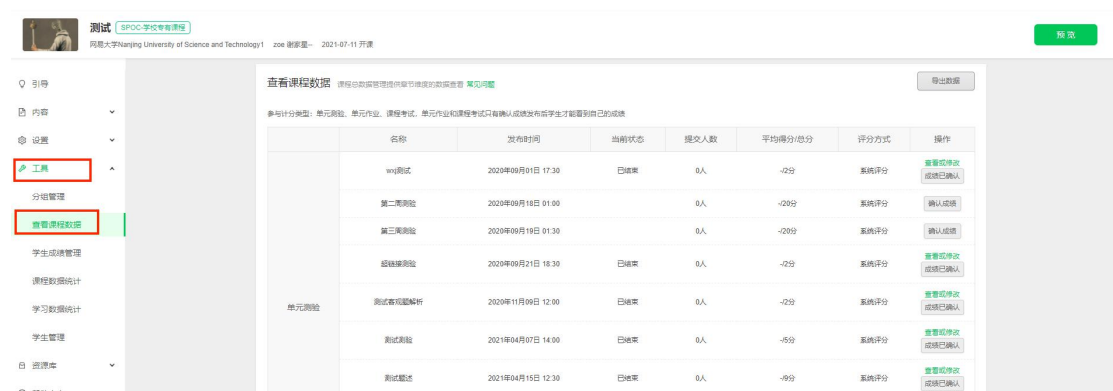 测试 SPOC-学校专有课程
网易大学Nanjing University of Science and Technology1 zoe 谢家星-- 2021-07-11 开课
预览
引导
内容
设置
工具
分组管理
查看课程数据
学生成绩管理
课程数据统计
学习数据统计
学生管理
资源库
查看课程数据 课程总数据管理提供章节维度的数据查看 常见问题
导出数据
参与计分类型：单元测验、单元作业、课程考试，单元作业和课程考试只有确认成绩发布后学生才能看到自己的成绩
名称 发布时间 当前状态 提交人数 平均得分/总分 评分方式 操作
单元测验
wxj测试 2020年09月01日 17:30 已结束 0人 -/2分 系统评分 查看或修改 成绩已确认
第二周测验 2020年09月18日 01:00 0人 -/20分 系统评分 确认成绩
第三周测验 2020年09月19日 01:30 0人 -/20分 系统评分 确认成绩
超链接测验 2020年09月21日 18:30 已结束 0人 -/2分 系统评分 查看或修改 成绩已确认
测试客观题解析 2020年11月09日 12:00 已结束 0人 -/2分 系统评分 查看或修改 成绩已确认
测试测验 2021年04月07日 14:00 已结束 0人 -/5分 系统评分 查看或修改 成绩已确认
测试题述 2021年04月15日 12:30 已结束 0人 -/9分 系统评分 查看或修改 成绩已确认